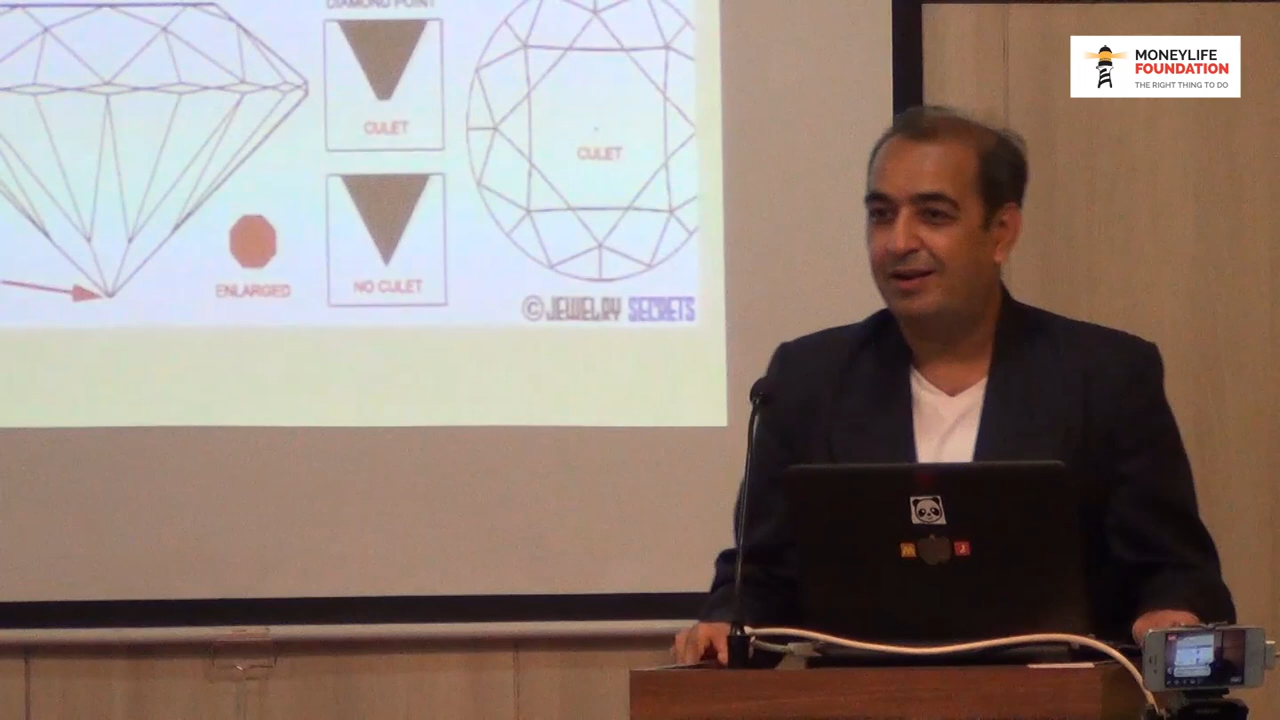 DIAMOND POINT
CULET
CULET
ENLARGED
NO CULET
©JEWELRY SECRETS
MONEYLIFE
FOUNDATION
THE RIGHT THING TO DO